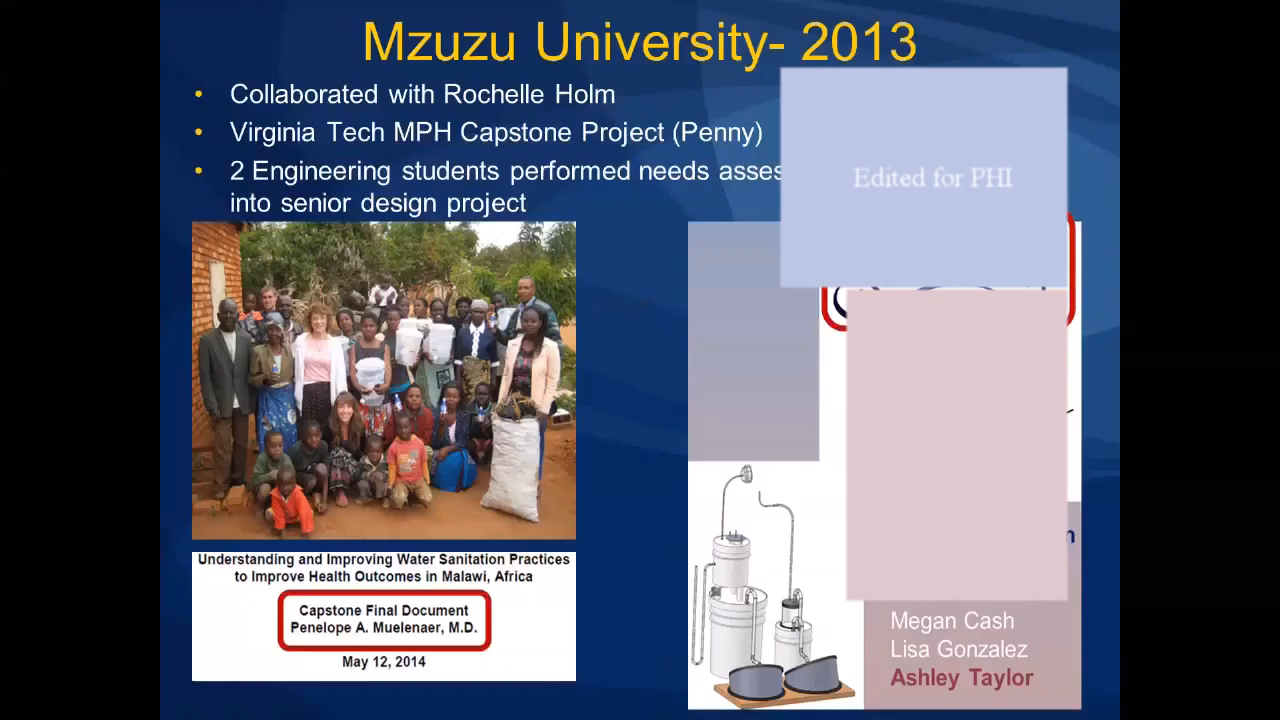 Mzuzu University- 2013
• Collaborated with Rochelle Holm
• Virginia Tech MPH Capstone Project (Penny)
• 2 Engineering students performed needs
into senior design project
Edited for PHI
Understanding and Improving Water Sanitation Practices
to Improve Health Outcomes in Malawi, Africa
Capstone Final Document
Penelope A. Muelenaer, M.D.
May 12, 2014
Megan Cash
Lisa Gonzalez
Ashley Taylor